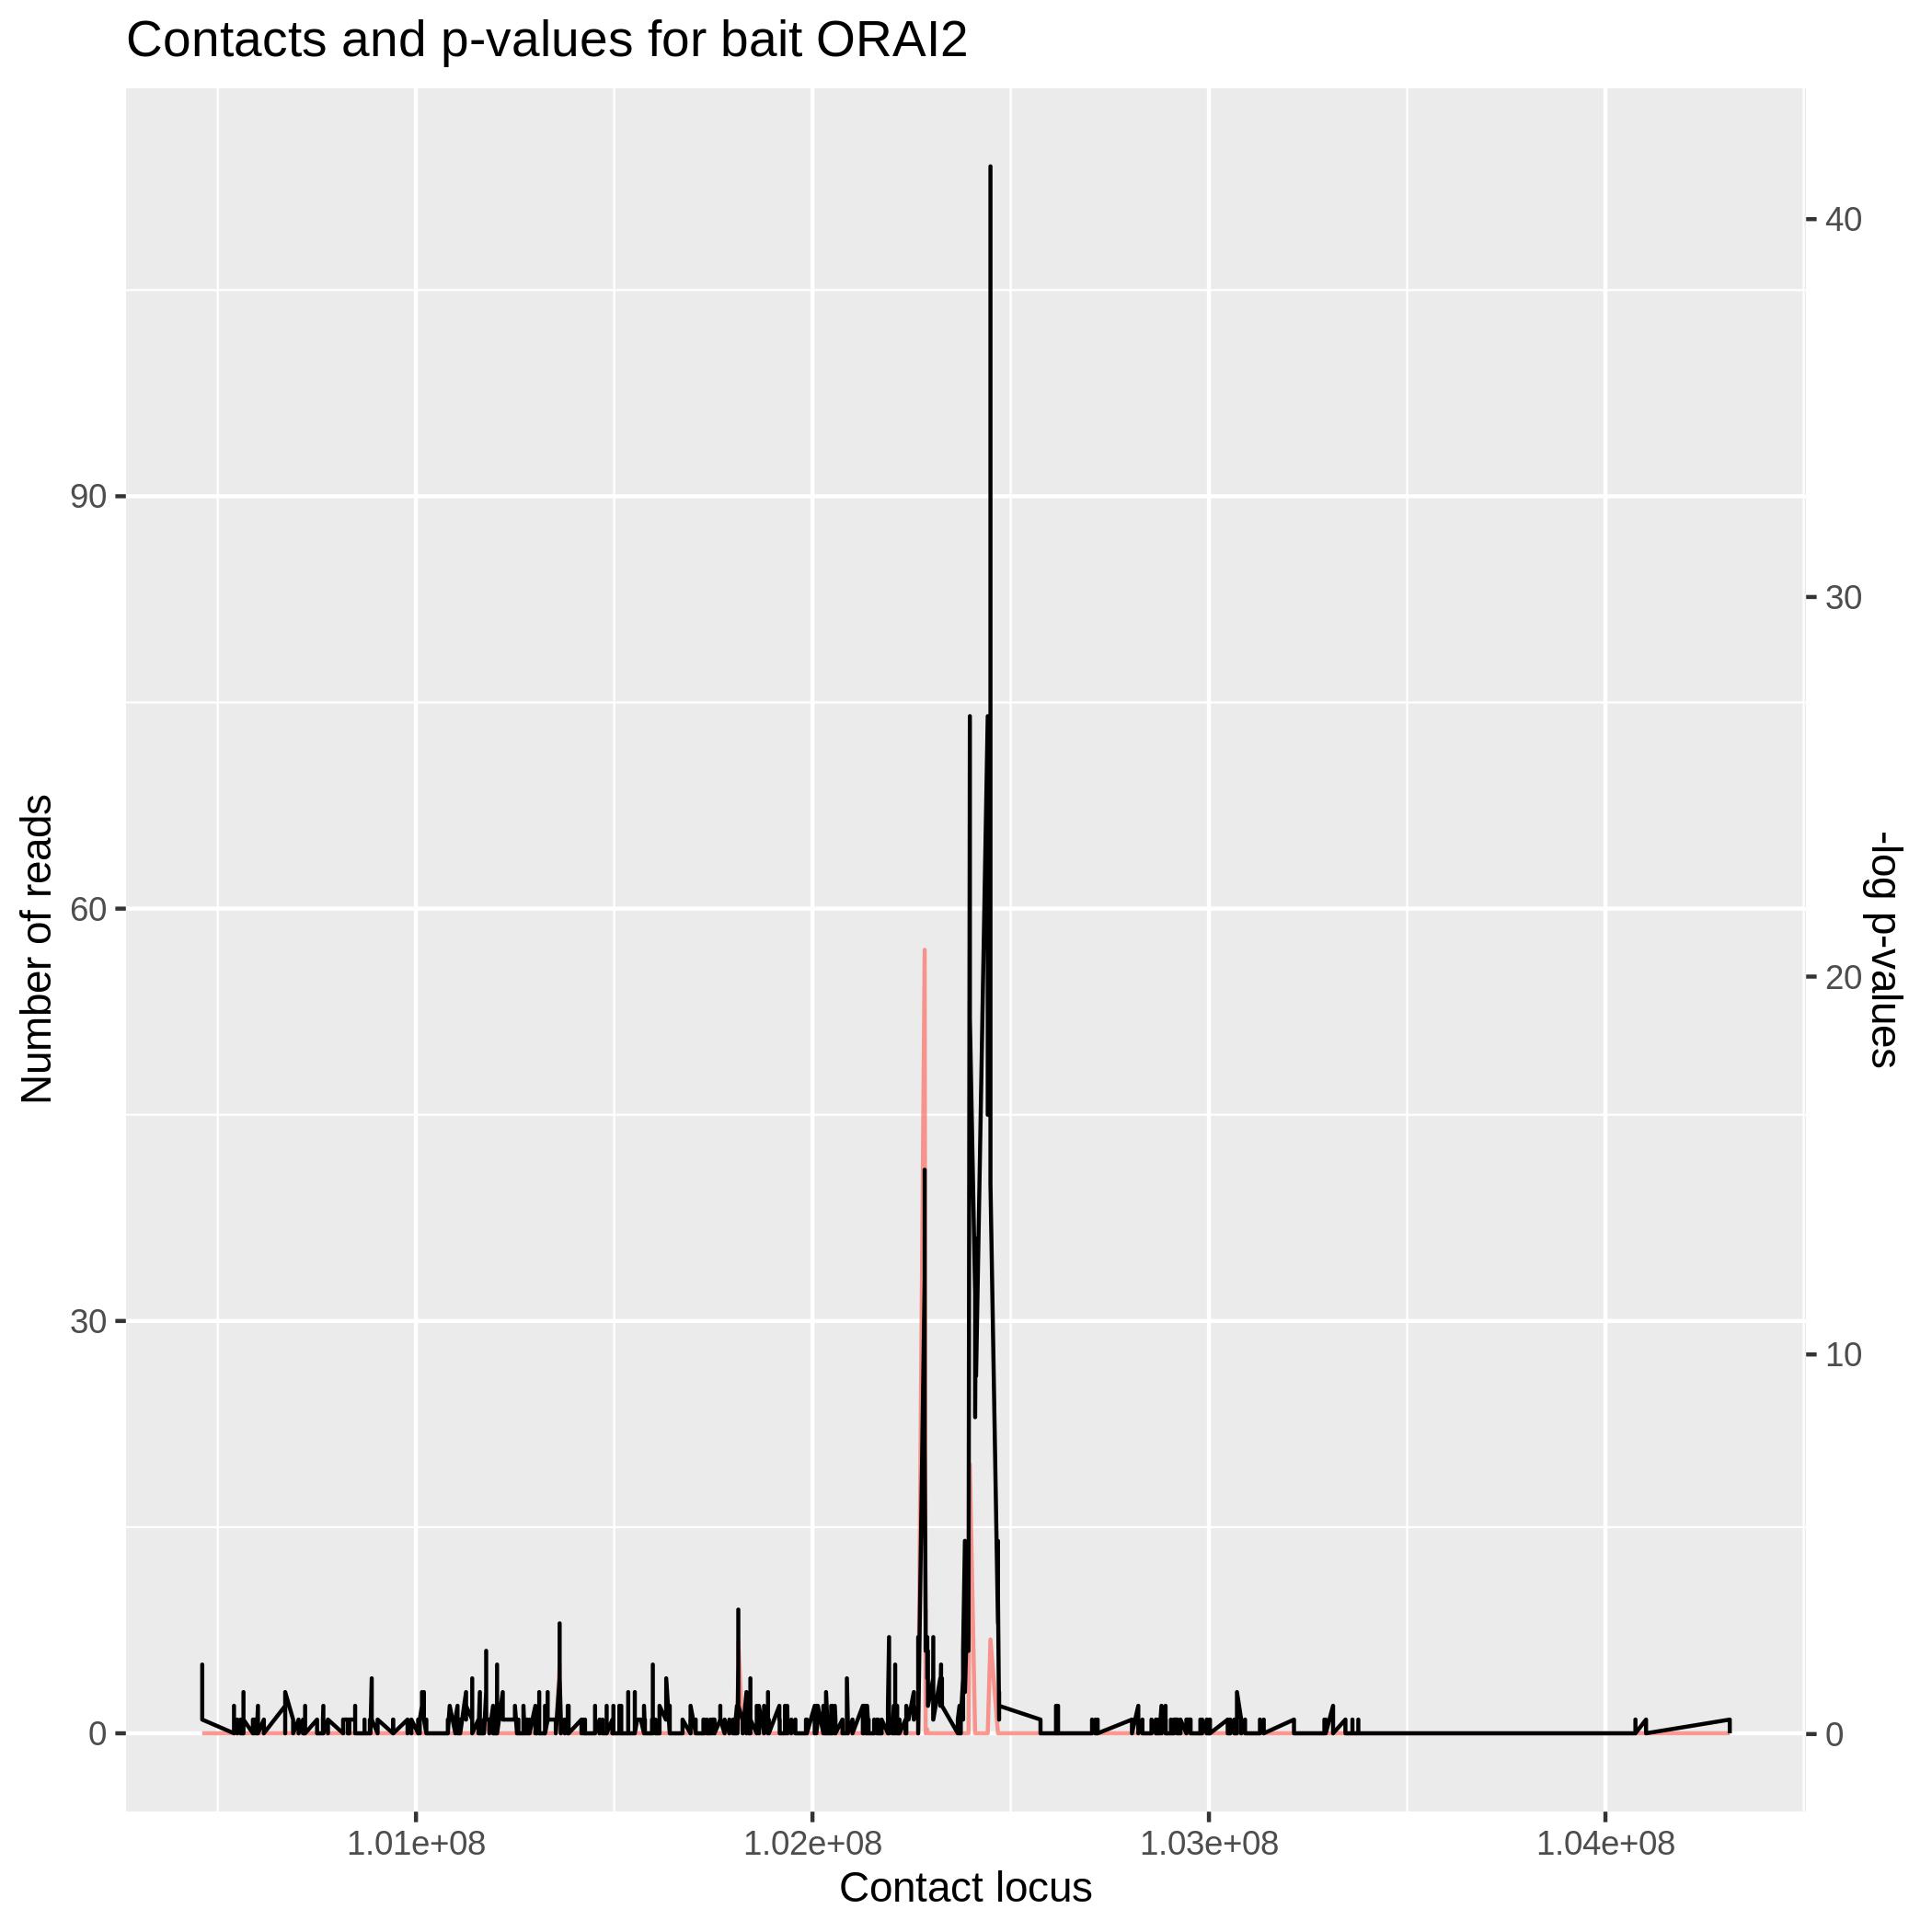 Contacts and p-values for bait ORAI2
Number of reads
90
60
30
0
40
30
20
10
0
-log p-values
1.01e+08 1.02e+08 1.03e+08 1.04e+08
Contact locus